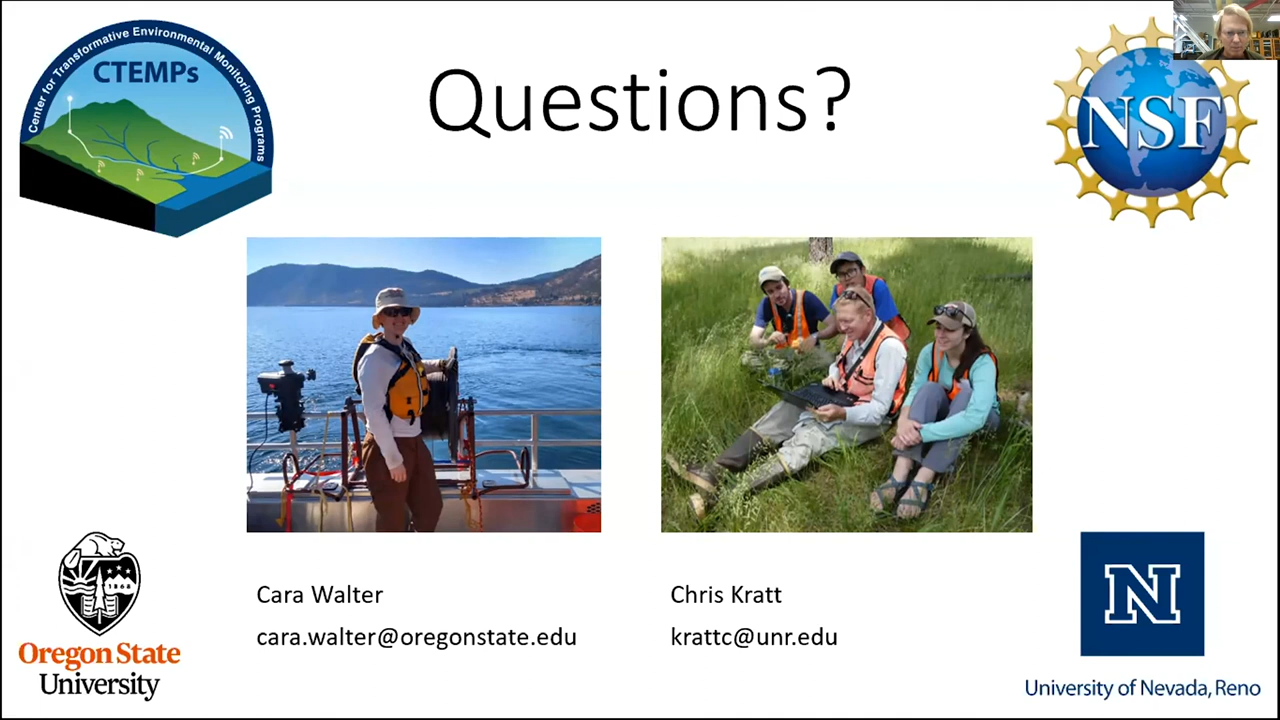 Center for Transformative Environmental Monitoring Programs
CTEMPs
Questions?
NSF
Cara Walter
cara.walter@oregonstate.edu
Chris Kratt
krattc@unr.edu
Oregon State
University
N
University of Nevada, Reno